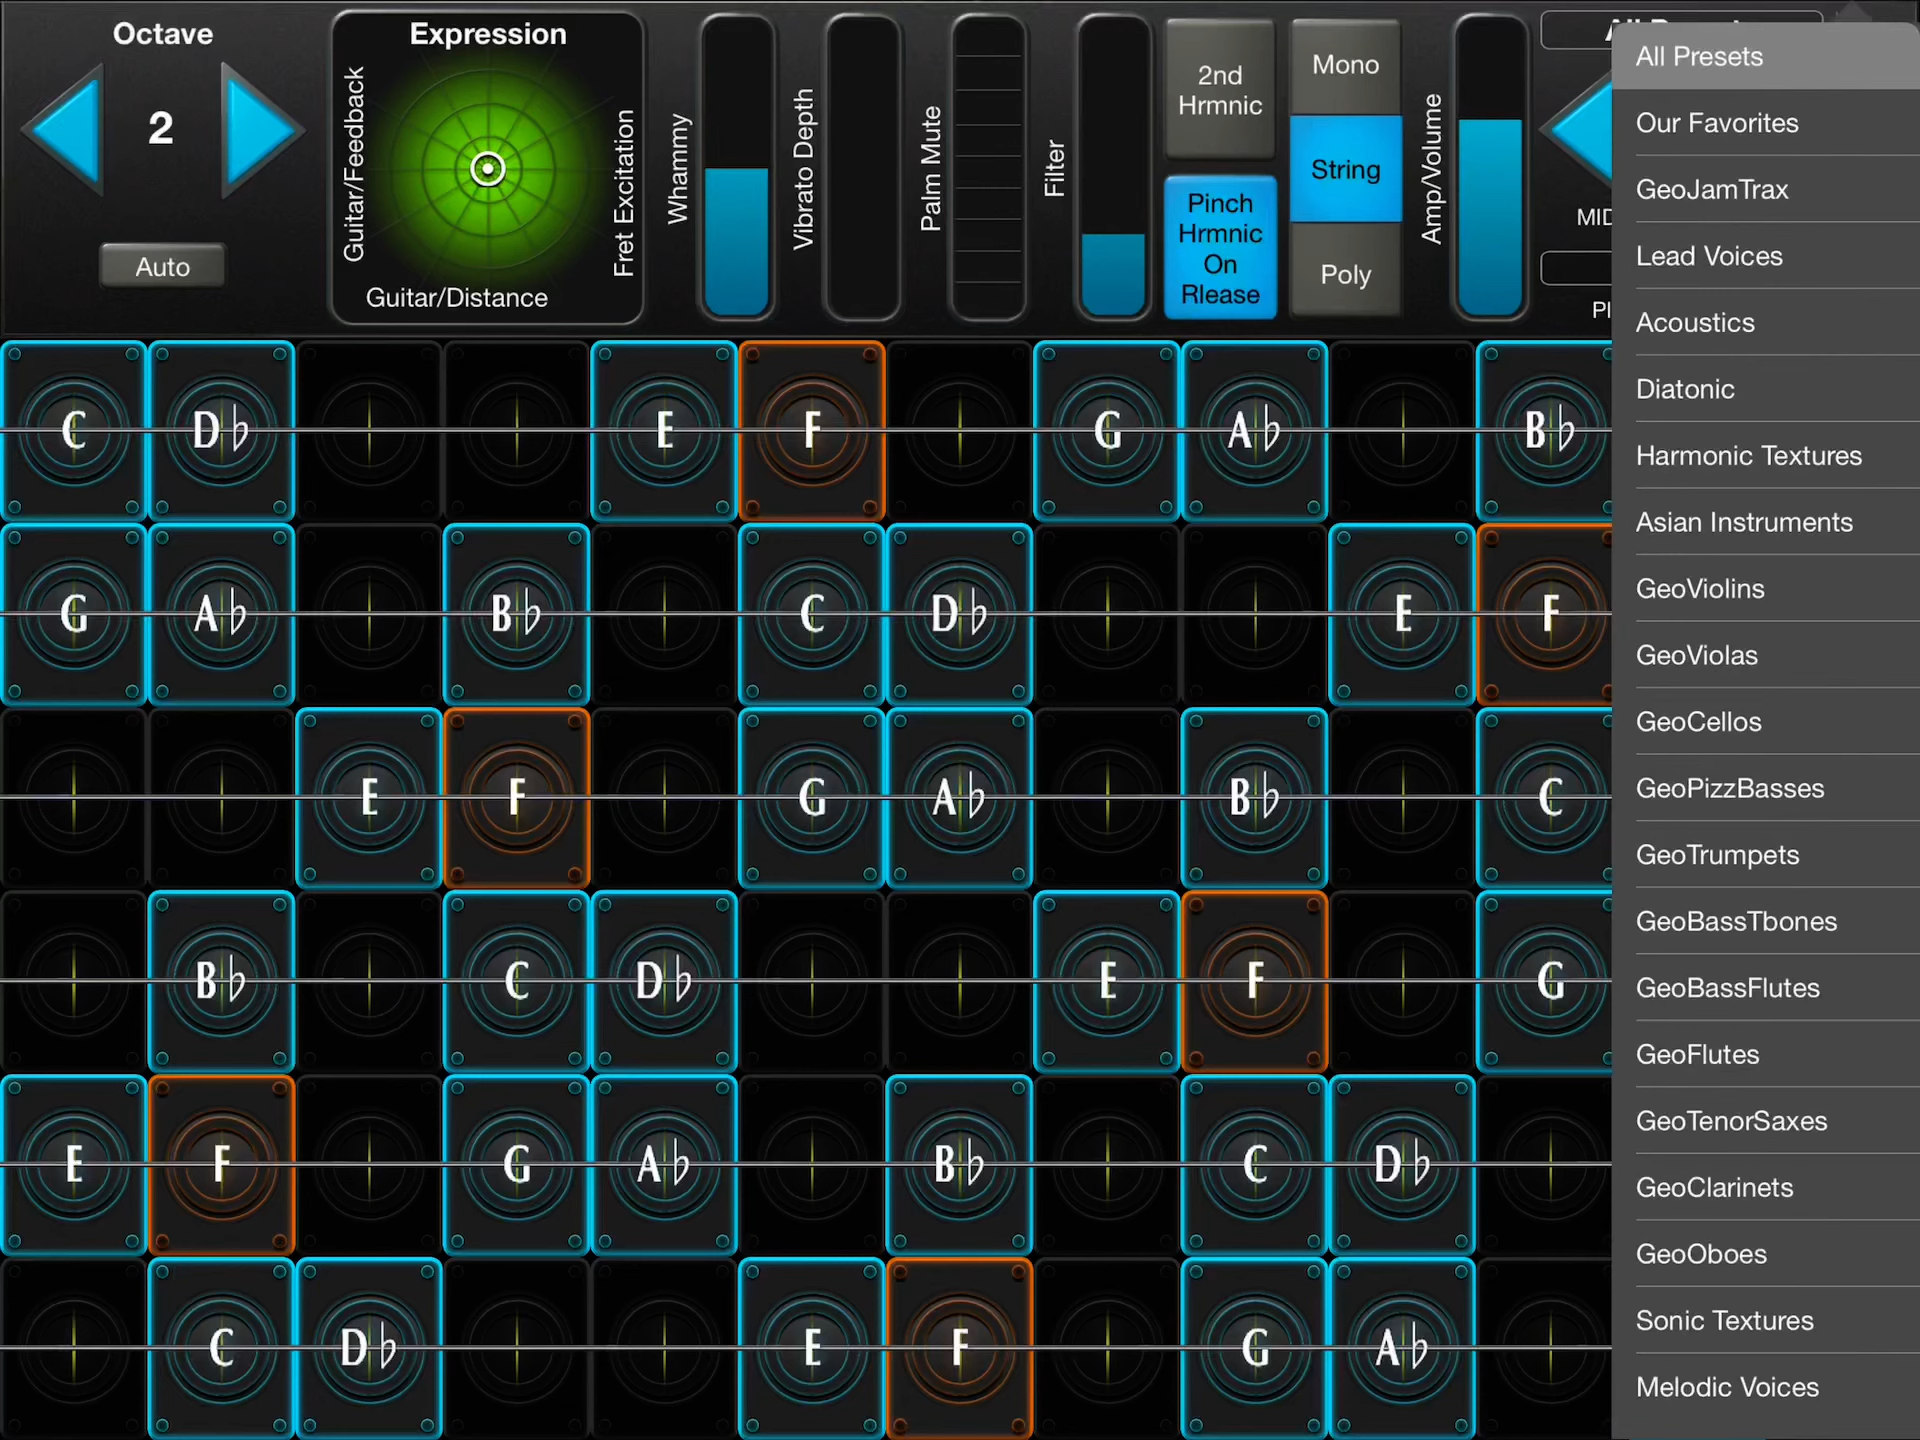 Octave
2
Auto
Expression
Guitar/Feedback
Fret Excitation
Guitar/Distance
Whammy
Vibrato Depth
Palm Mute
Filter
2nd
Hrmnic
Pinch
Hrmnic
On
Rlease
Mono
String
Poly
Amp/Volume
C D♭ E F G A♭ B♭
G A♭ B♭ C D♭ E F
E F G A♭ B♭ C
B♭ C D♭ E F G
E F G A♭ B♭ C D♭
C D♭ E F G A♭
All Presets
Our Favorites
GeoJamTrax
Lead Voices
Acoustics
Diatonic
Harmonic Textures
Asian Instruments
GeoViolins
GeoViolas
GeoCellos
GeoPizzBasses
GeoTrumpets
GeoBassTbones
GeoBassFlutes
GeoFlutes
GeoTenorSaxes
GeoClarinets
GeoOboes
Sonic Textures
Melodic Voices